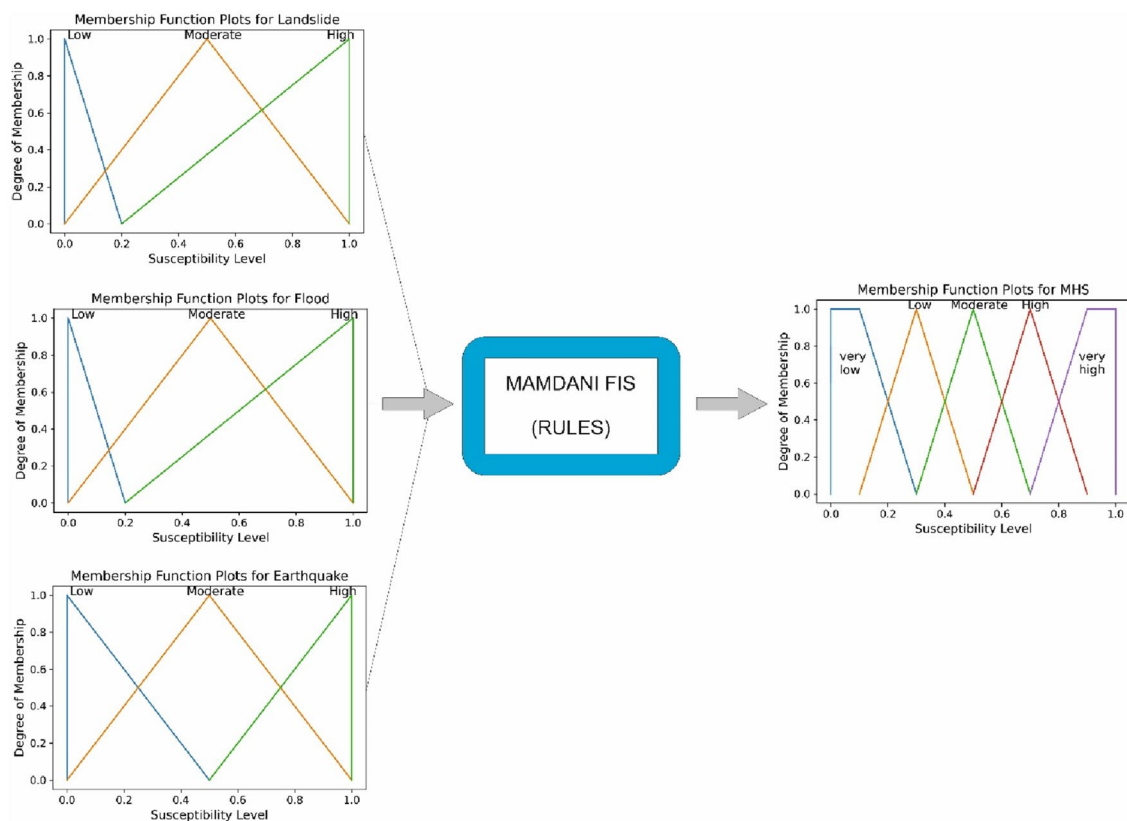 Membership Function Plots for Landslide
Low Moderate High
1.0
0.8
0.6
0.4
0.2
0.0
Degree of Membership
0.0 0.2 0.4 0.6 0.8 1.0
Susceptibility Level
Membership Function Plots for Flood
Low Moderate High
1.0
0.8
0.6
0.4
0.2
0.0
Degree of Membership
0.0 0.2 0.4 0.6 0.8 1.0
Susceptibility Level
Membership Function Plots for Earthquake
Low Moderate High
1.0
0.8
0.6
0.4
0.2
0.0
Degree of Membership
0.0 0.2 0.4 0.6 0.8 1.0
Susceptibility Level
MAMDANI FIS
(RULES)
Membership Function Plots for MHS
Low Moderate High
very
low
very
high
1.0
0.8
0.6
0.4
0.2
0.0
Degree of Membership
0.0 0.2 0.4 0.6 0.8 1.0
Susceptibility Level